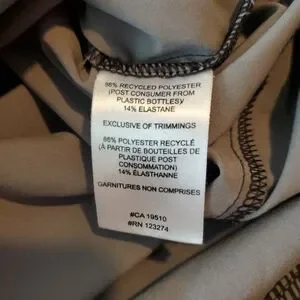 86% RECYCLED POLYESTER
(POST CONSUMER FROM
PLASTIC BOTTLES)
14% ELASTANE
EXCLUSIVE OF TRIMMINGS
86% POLYESTER RECYCLÉ
(À PARTIR DE BOUTEILLES DE
PLASTIQUE POST
CONSOMMATION)
14% ÉLASTHANNE
GARNITURES NON COMPRISES
#CA 19510
#RN 123274